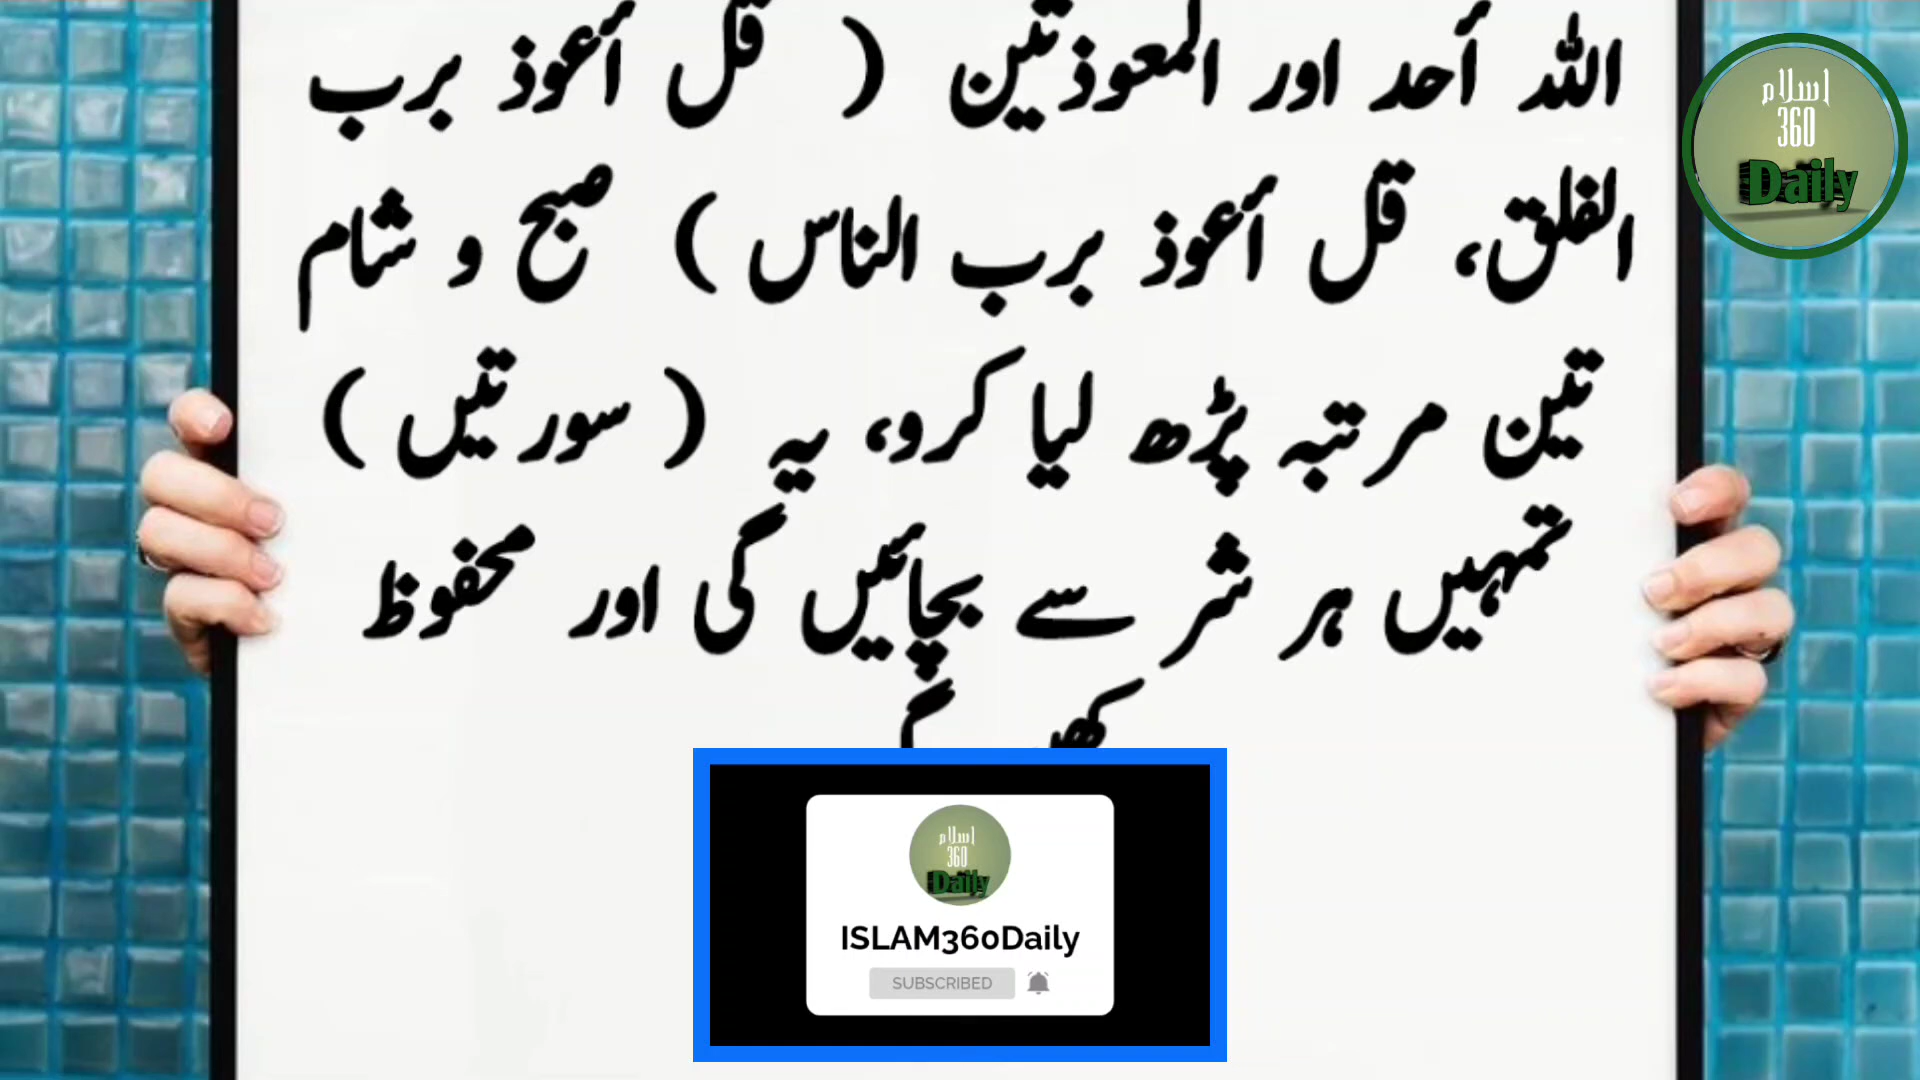 الله أحد اور المعوذتین ( قل أعوذ برب
الفلق، قل أعوذ برب الناس ) صبح و شام
تین مرتبہ پڑھ لیا کرو، یہ ( سورتیں )
تمہیں ہر شر سے بچائیں گی اور محفوظ
اسلام
360
Daily
اسلام
360
Daily
ISLAM360Daily
SUBSCRIBED